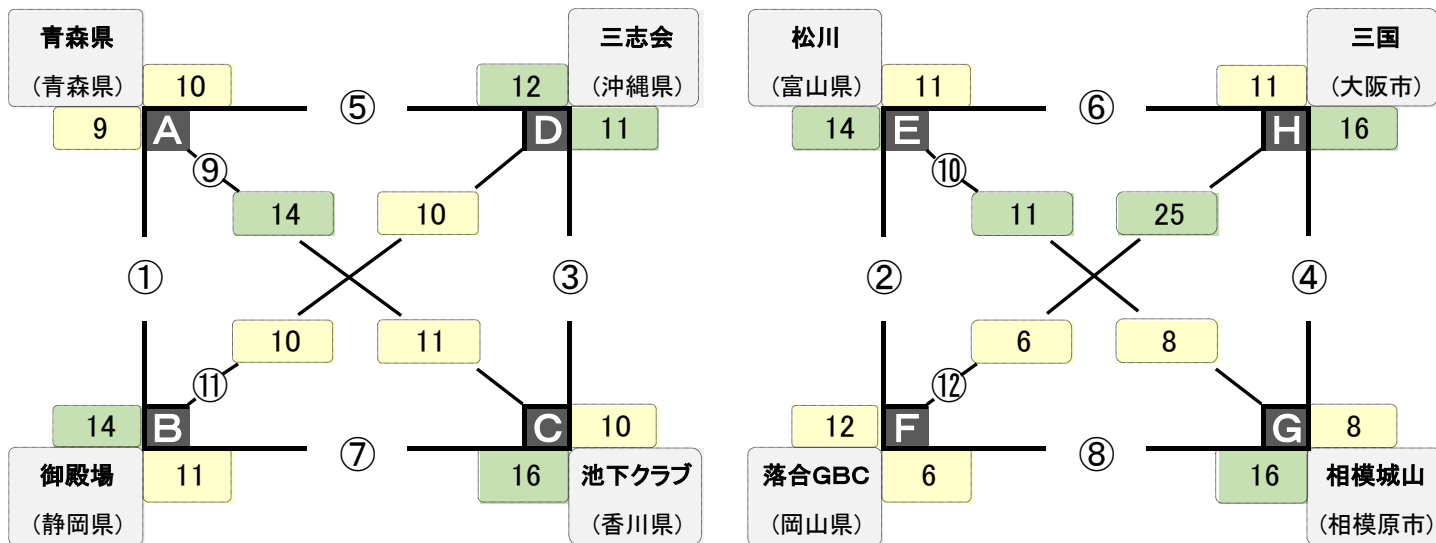 青森県
(青森県)
10
12
三志会
(沖縄県)
松川
(富山県)
11
11
三国
(大阪市)
9
A
⑤
D
11
14
E
⑥
H
16
⑨
14
10
⑩
11
25
①
③
②
④
10
11
6
8
⑪
⑫
14
B
⑦
C
10
12
F
⑧
G
8
御殿場
(静岡県)
11
16
池下クラブ
(香川県)
落合GBC
(岡山県)
6
16
相模城山
(相模原市)